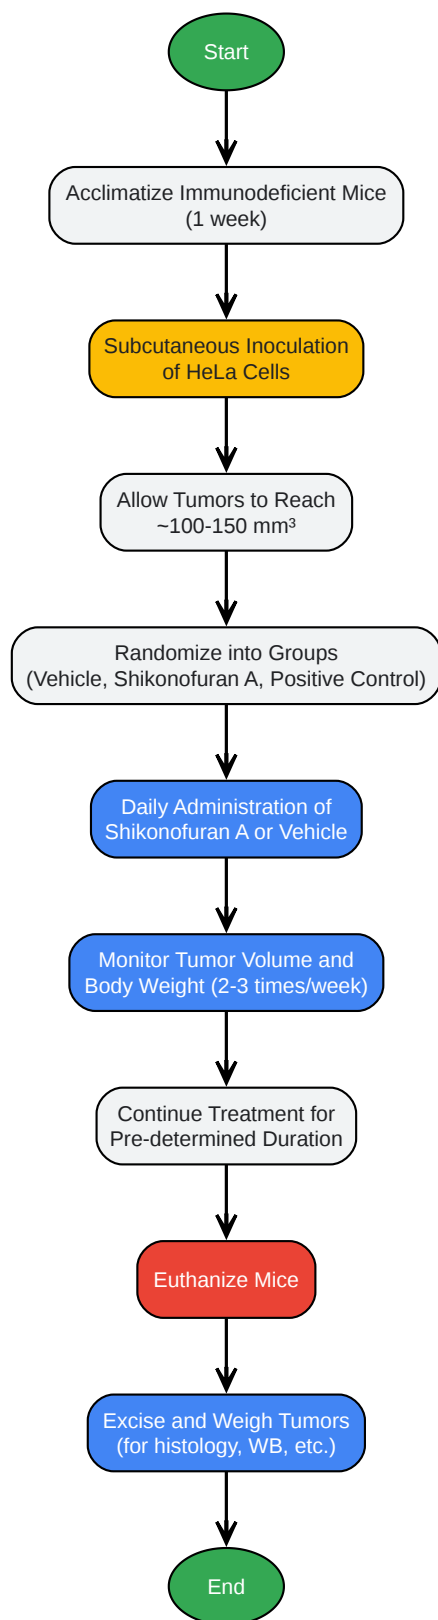 Start
Acclimatize Immunodeficient Mice
(1 week)
Subcutaneous Inoculation
of HeLa Cells
Allow Tumors to Reach
~100-150 mm³
Randomize into Groups
(Vehicle, Shikonofuran A, Positive Control)
Daily Administration of
Shikonofuran A or Vehicle
Monitor Tumor Volume and
Body Weight (2-3 times/week)
Continue Treatment for
Pre-determined Duration
Euthanize Mice
Excise and Weigh Tumors
(for histology, WB, etc.)
End